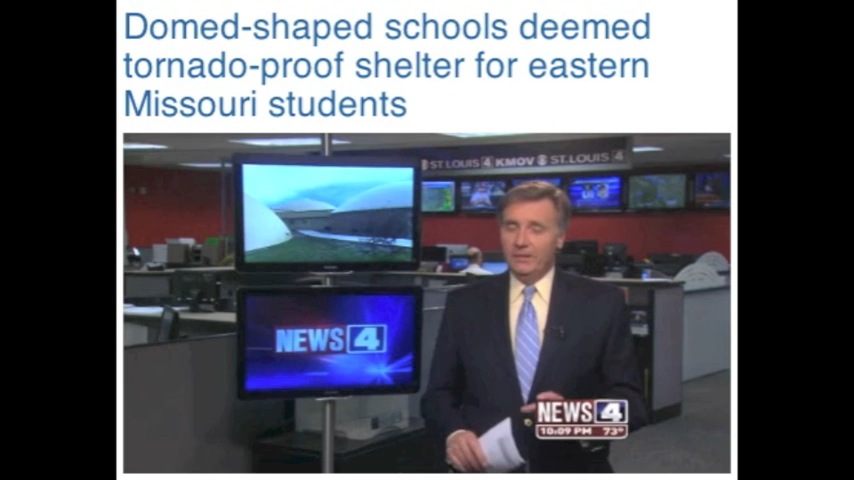 Domed-shaped schools deemed
tornado-proof shelter for eastern
Missouri students
ST. LOUIS 4 KMOV ST. LOUIS 4
NEWS 4
NEWS 4
10:09 PM 73°